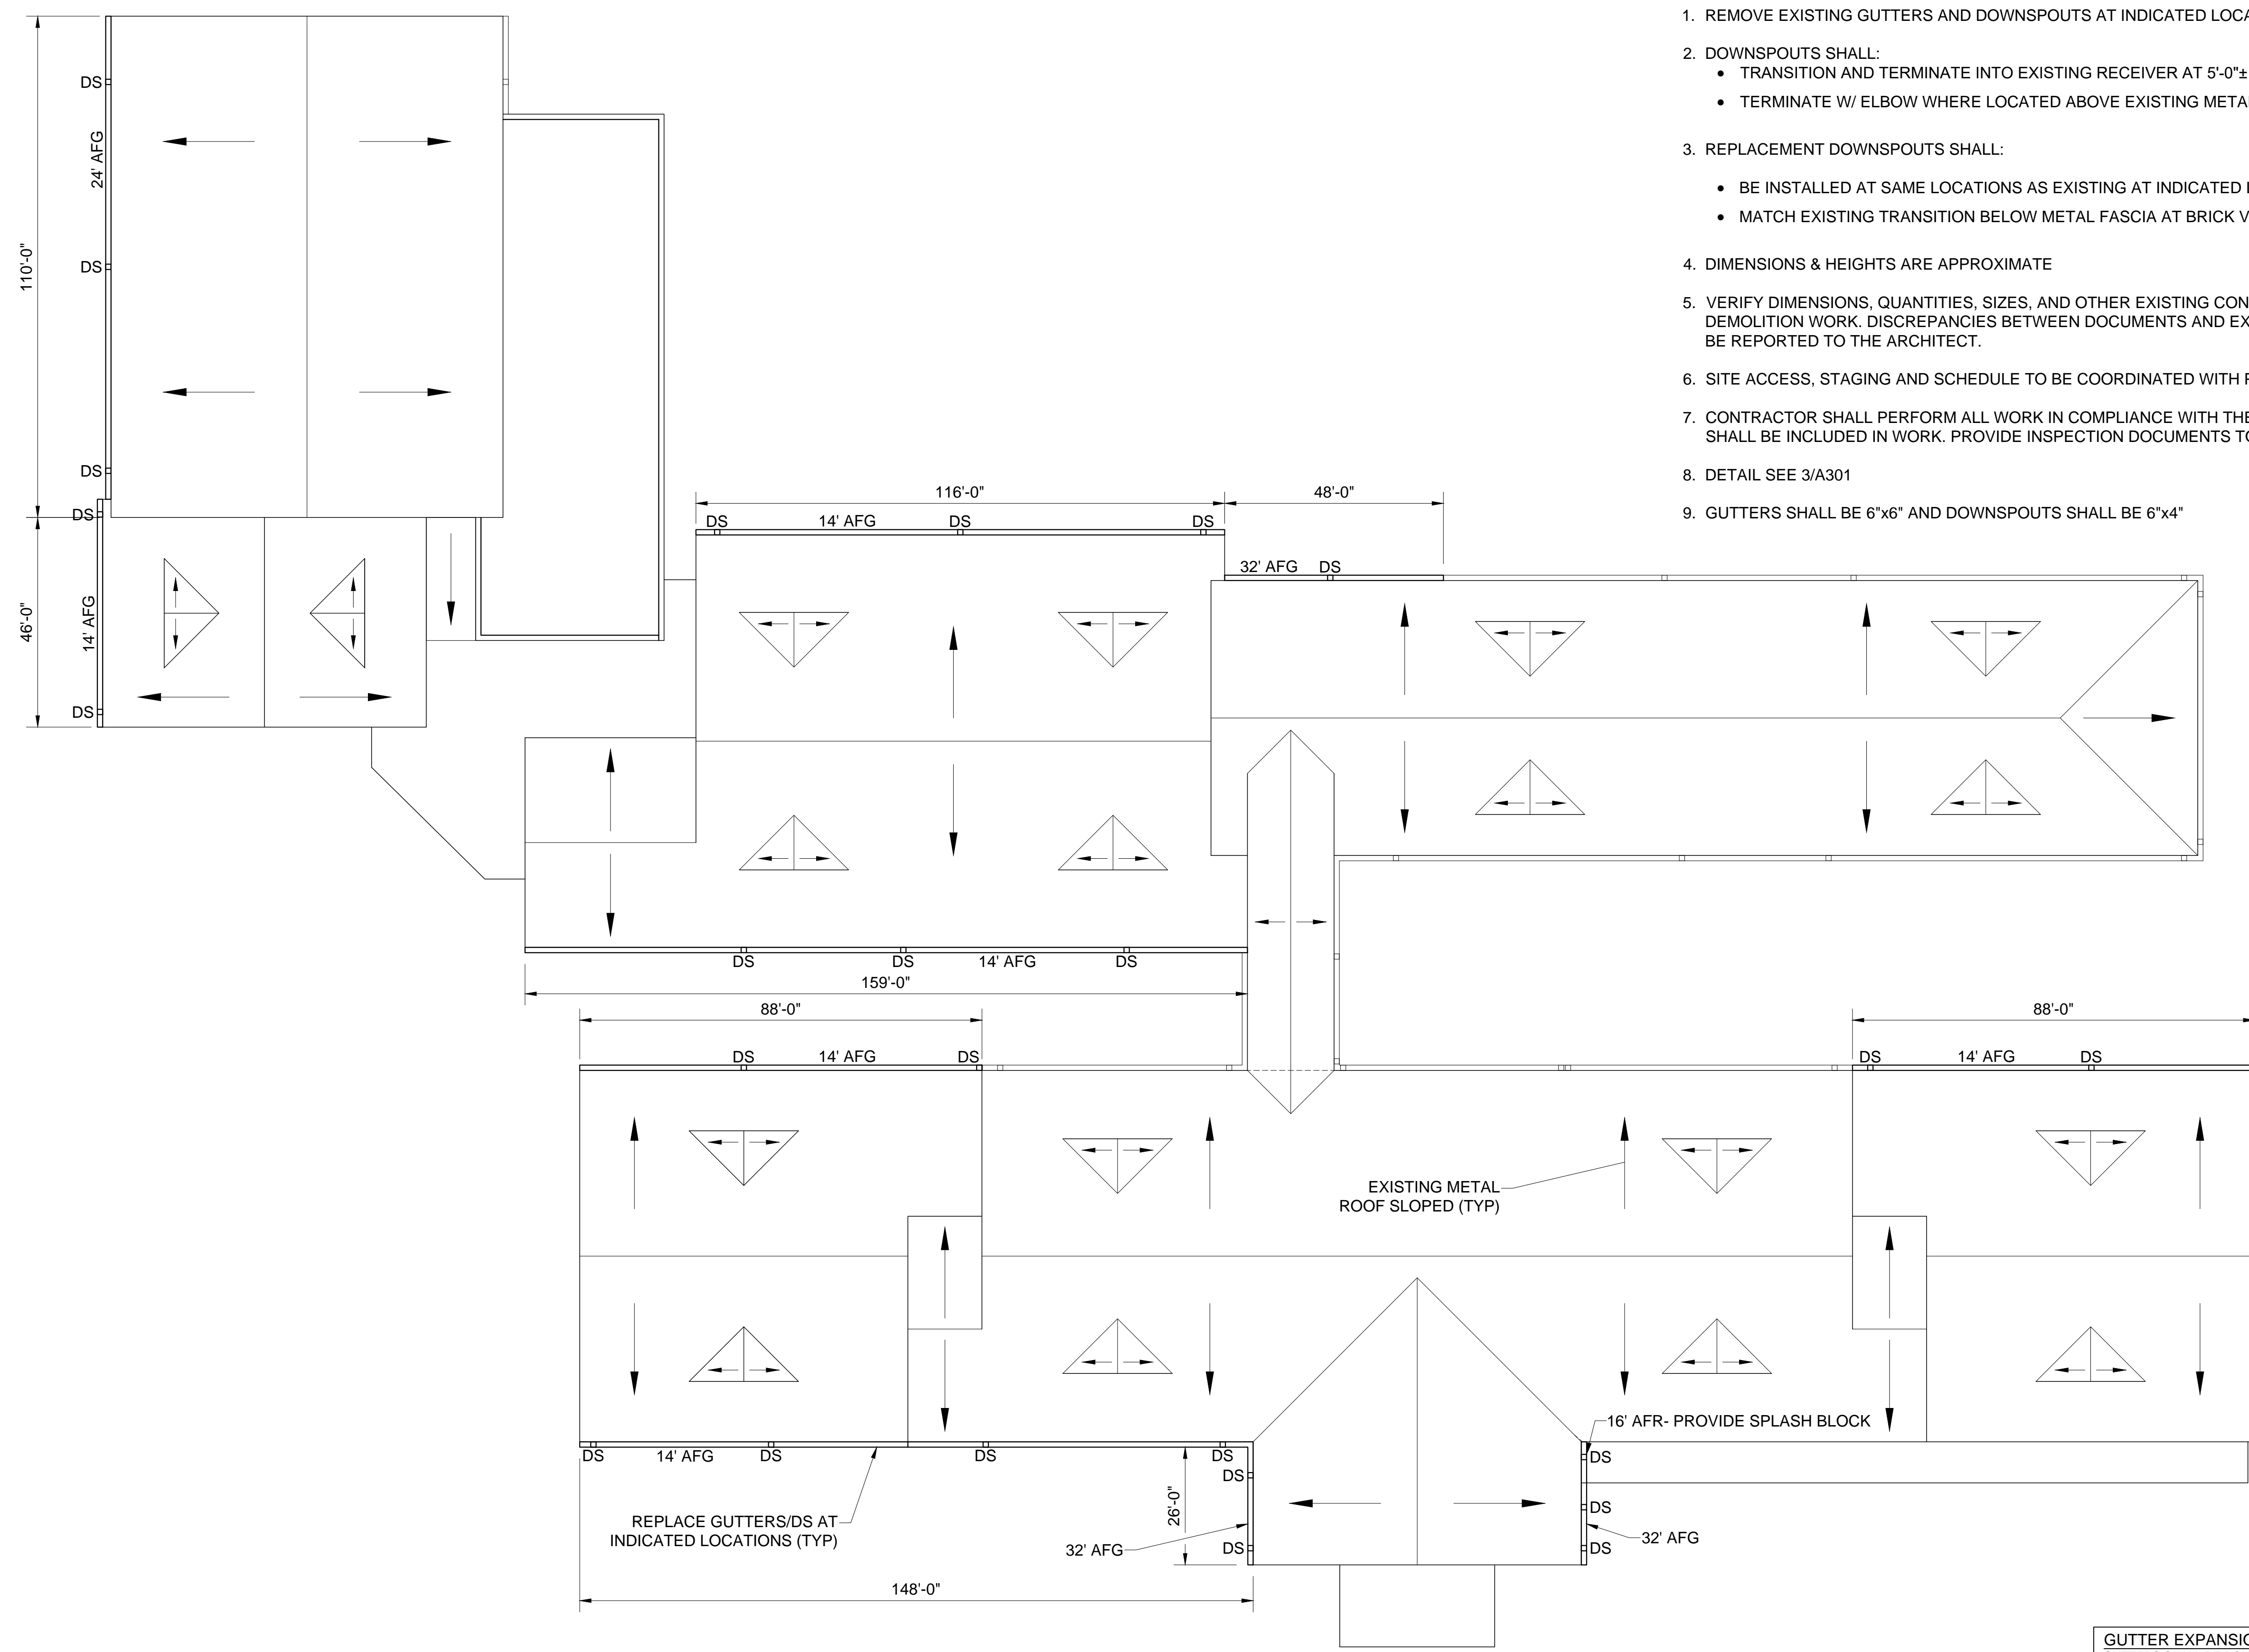 1. REMOVE EXISTING GUTTERS AND DOWNSPOUTS AT INDICATED
2. DOWNSPOUTS SHALL:
• TRANSITION AND TERMINATE INTO EXISTING RECEIVER AT 5'-0"±
• TERMINATE W/ ELBOW WHERE LOCATED ABOVE EXISTING
3. REPLACEMENT DOWNSPOUTS SHALL:
• BE INSTALLED AT SAME LOCATIONS AS EXISTING AT INDICATED
• MATCH EXISTING TRANSITION BELOW METAL FASCIA AT BRICK
4. DIMENSIONS & HEIGHTS ARE APPROXIMATE
5. VERIFY DIMENSIONS, QUANTITIES, SIZES, AND OTHER EXISTING
DEMOLITION WORK. DISCREPANCIES BETWEEN DOCUMENTS AND
BE REPORTED TO THE ARCHITECT.
6. SITE ACCESS, STAGING AND SCHEDULE TO BE COORDINATED WITH
7. CONTRACTOR SHALL PERFORM ALL WORK IN COMPLIANCE WITH THE
SHALL BE INCLUDED IN WORK. PROVIDE INSPECTION DOCUMENTS
8. DETAIL SEE 3/A301
9. GUTTERS SHALL BE 6"x6" AND DOWNSPOUTS SHALL BE 6"x4"
DS
24' AFG
110'-0"
DS
DS
DS
46'-0"
14' AFG
DS
116'-0"
48'-0"
DS
14' AFG
DS
DS
32' AFG
DS
DS
DS
14' AFG
DS
159'-0"
88'-0"
88'-0"
DS
14' AFG
DS
DS
14' AFG
DS
EXISTING METAL
ROOF SLOPED (TYP)
16' AFR- PROVIDE SPLASH BLOCK
DS
14' AFG
DS
DS
DS
DS
DS
26'-0"
DS
REPLACE GUTTERS/DS AT
INDICATED LOCATIONS (TYP)
32' AFG
32' AFG
DS
DS
148'-0"
GUTTER